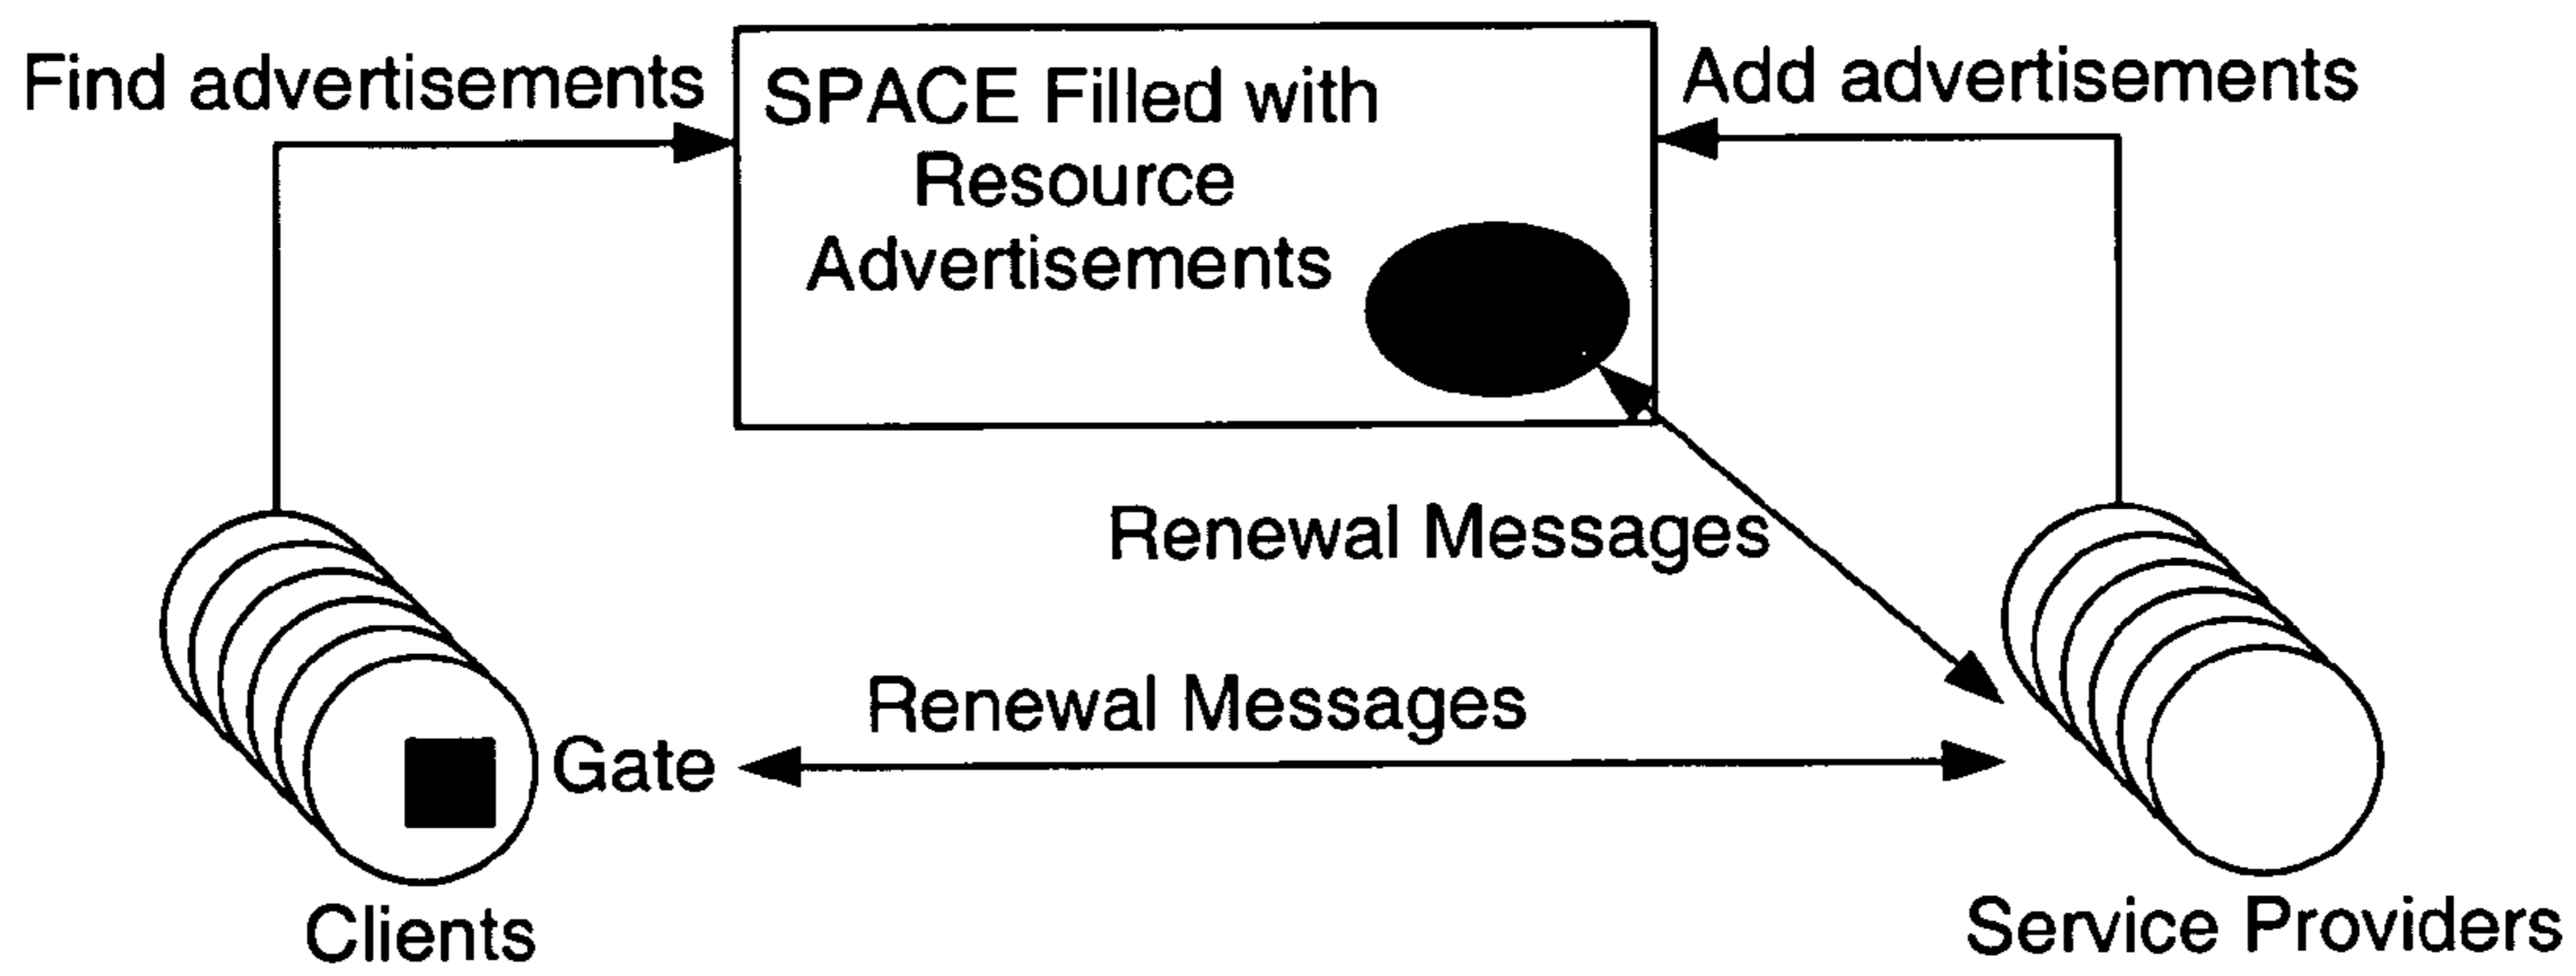 Find advertisements
SPACE Filled with
Resource
Advertisements
Add advertisements
Renewal Messages
Renewal Messages
Gate
Clients
Service Providers